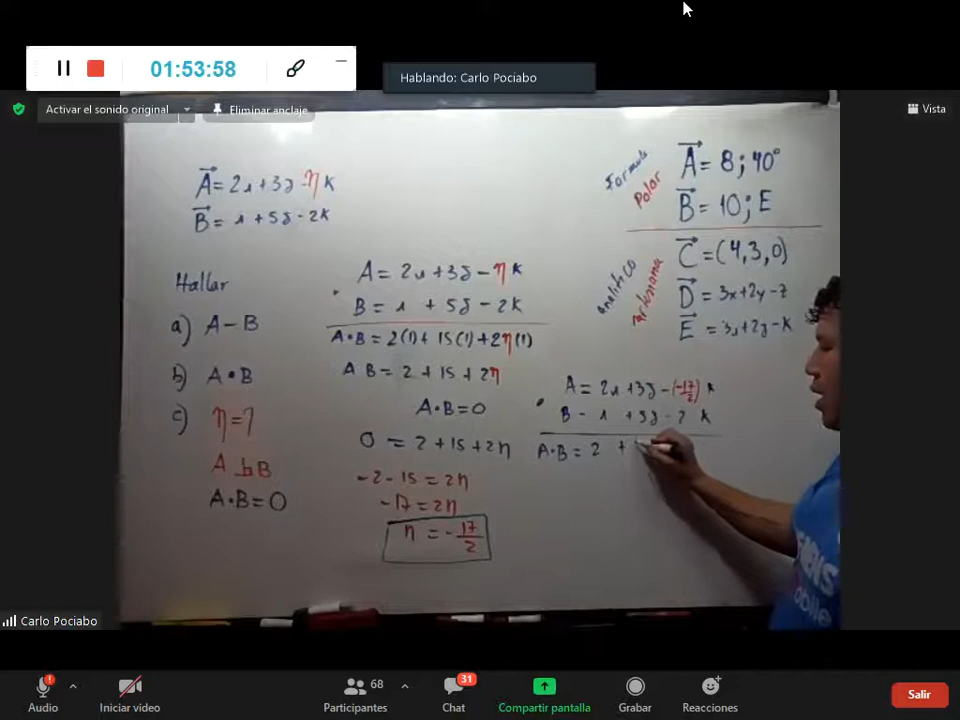 01:53:58
Hablando: Carlo Pociabo
Activar el sonido original
Eliminar anclaje
Vista
A = 2i + 3j - η k
B = i + 5j - 2k
Hallar
a) A - B
b) A • B
c) η = ?
A b B
A • B = 0
A = 2i + 3j - η k
• B = i + 5j - 2k
A • B = 2(1) + 15(1) + 2η(1)
A B = 2 + 15 + 2η
A • B = 0
0 = 2 + 15 + 2η
-2 - 15 = 2η
-17 = 2η
η = -17/2
Formula Polar
A = 8; 40°
B = 10; E
analitico
C = (4, 3, 0)
D = 3x + 2y - z
E = 3i + 2j - k
A = 2i + 3j - (-17/2) k
• B - i + 5j - 2 k
A • B = 2 +
Carlo Pociabo
Audio
Iniciar video
68
Participantes
31
Chat
Compartir pantalla
Grabar
Reacciones
Salir